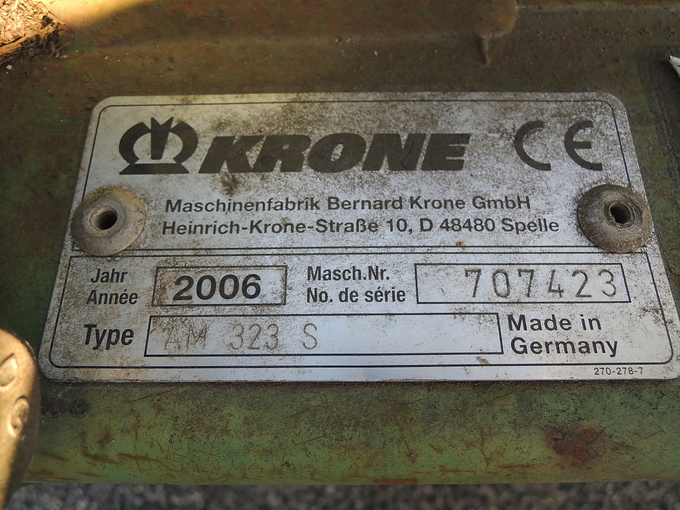 KRONE CE
Maschinenfabrik Bernard Krone GmbH
Heinrich-Krone-Straße 10, D 48480 Spelle
Jahr
Année
2006
Masch.Nr.
No. de série
707423
Type
AM 323 S
Made in
Germany
270-278-7